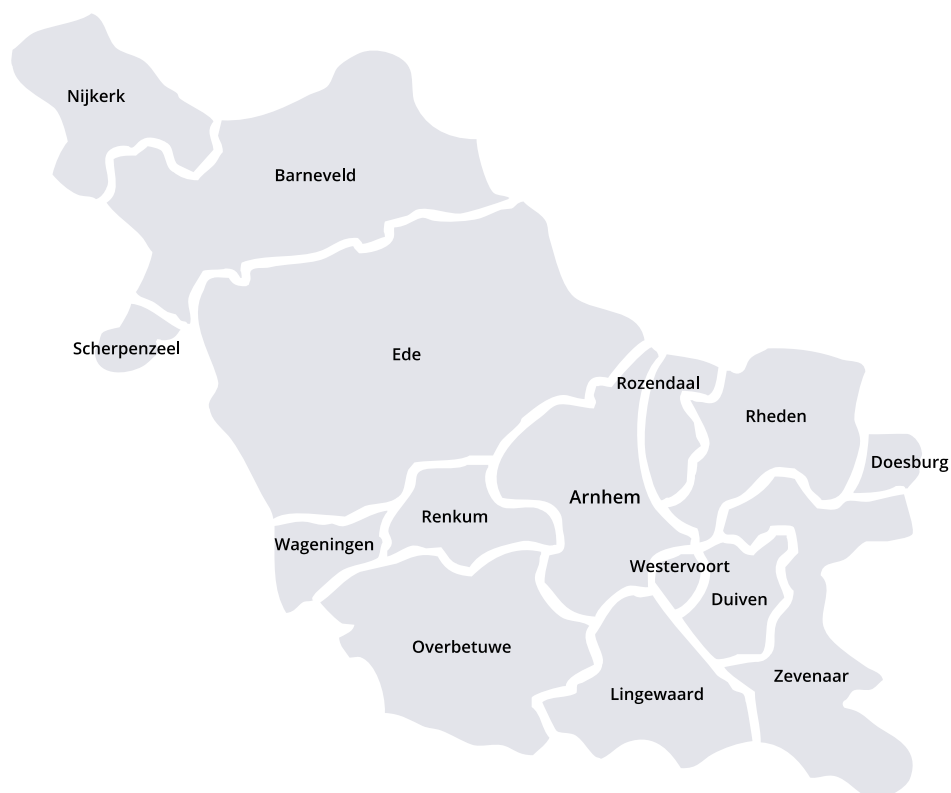 Nijkerk
Barneveld
Scherpenzeel
Ede
Rozendaal
Rheden
Doesburg
Arnhem
Renkum
Wageningen
Westervoort
Duiven
Overbetuwe
Zevenaar
Lingewaard